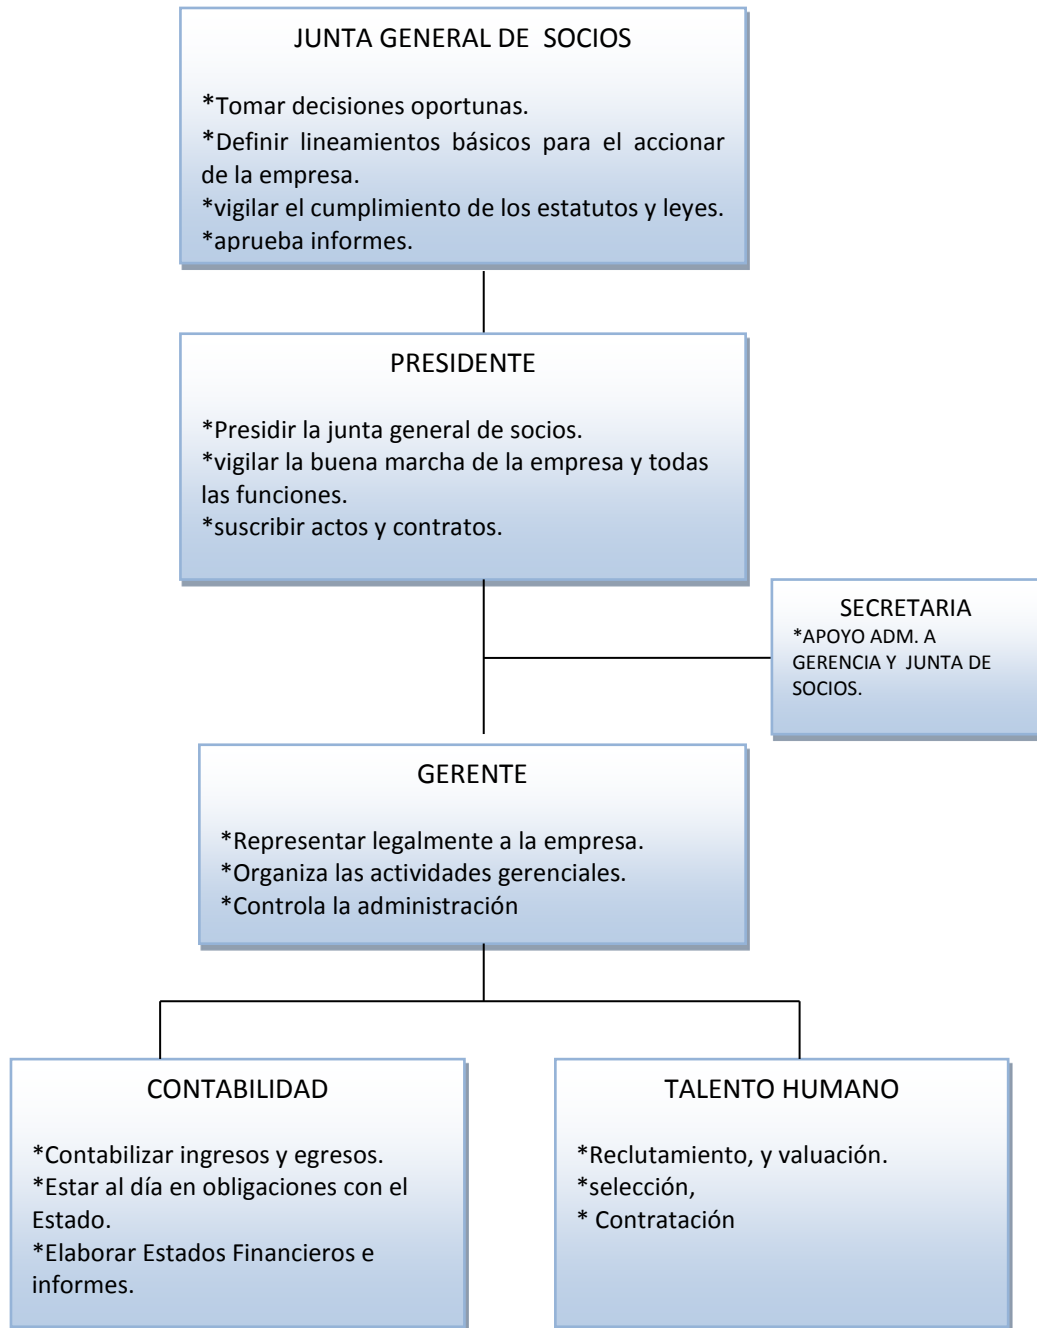 JUNTA GENERAL DE  SOCIOS
*Tomar decisiones oportunas.
*Definir lineamientos básicos para el accionar
de la empresa.
*vigilar el cumplimiento de los estatutos y leyes.
*aprueba informes.
PRESIDENTE
*Presidir la junta general de socios.
*vigilar la buena marcha de la empresa y todas
las funciones.
*suscribir actos y contratos.
SECRETARIA
*APOYO ADM. A
GERENCIA Y  JUNTA DE
SOCIOS.
GERENTE
*Representar legalmente a la empresa.
*Organiza las actividades gerenciales.
*Controla la administración
CONTABILIDAD
*Contabilizar ingresos y egresos.
*Estar al día en obligaciones con el
Estado.
*Elaborar Estados Financieros e
informes.
TALENTO HUMANO
*Reclutamiento, y valuación.
*selección,
* Contratación